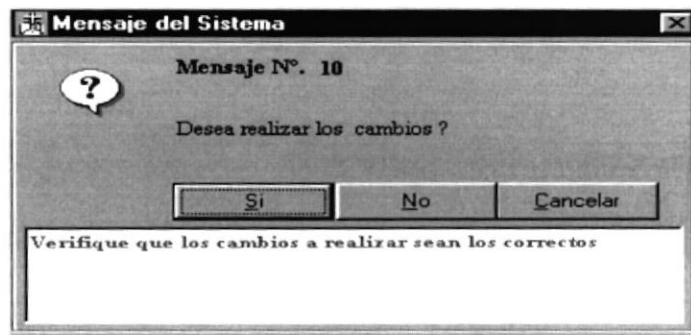 Mensaje del Sistema
Mensaje Nº. 10
Desea realizar los cambios ?
Si No Cancelar
Verifique que los cambios a realizar sean los correctos